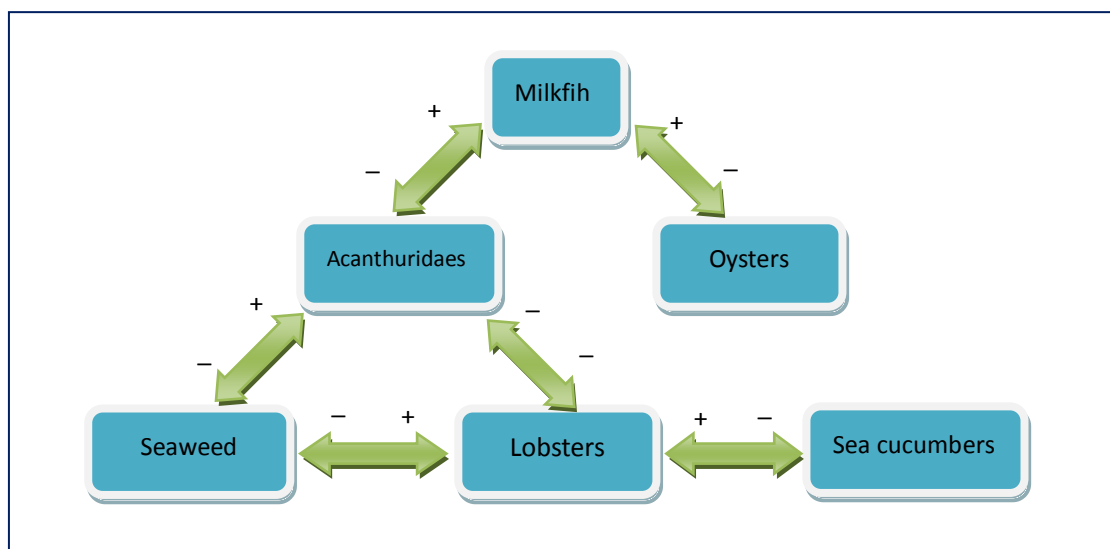 Milkfih
+
+
–
–
Acanthuridaes
Oysters
+
–
–
–
–
+
+
–
Seaweed
Lobsters
Sea cucumbers